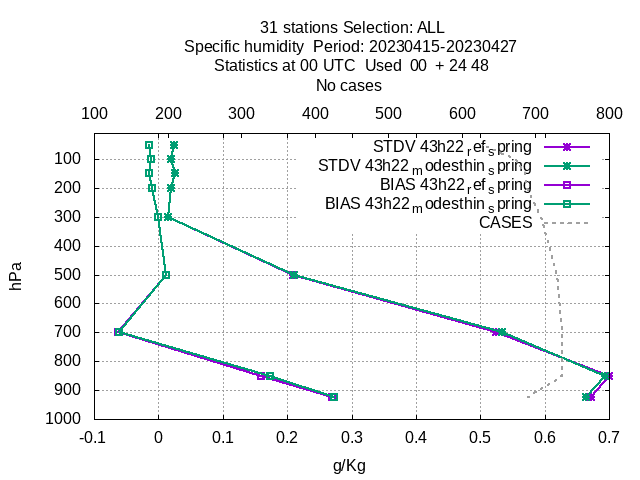 31 stations Selection: ALL
Specific humidity  Period: 20230415-20230427
Statistics at 00 UTC  Used  00  + 24 48
No cases
100 200 300 400 500 600 700 800
STDV 43h22_ref_spring
STDV 43h22_modesthin_spring
BIAS 43h22_ref_spring
BIAS 43h22_modesthin_spring
CASES
hPa
100
200
300
400
500
600
700
800
900
1000
-0.1 0 0.1 0.2 0.3 0.4 0.5 0.6 0.7
g/Kg